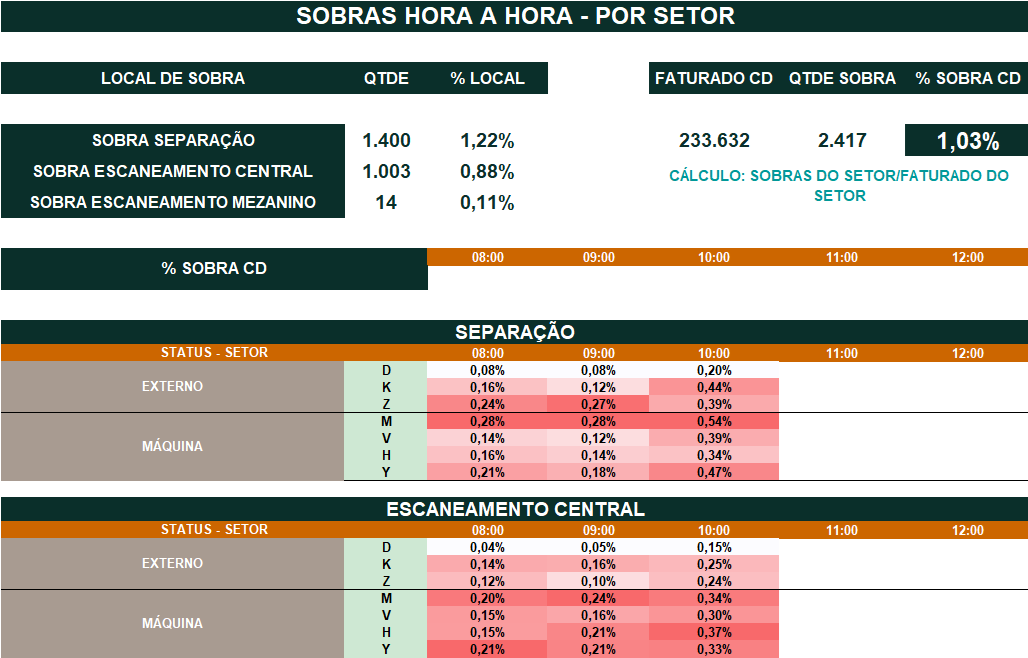 SOBRAS HORA A HORA - POR SETOR
LOCAL DE SOBRA QTDE % LOCAL FATURADO CD QTDE SOBRA % SOBRA CD
SOBRA SEPARAÇÃO 1.400 1,22% 233.632 2.417 1,03%
SOBRA ESCANEAMENTO CENTRAL 1.003 0,88% CÁLCULO: SOBRAS DO SETOR/FATURADO DO
SOBRA ESCANEAMENTO MEZANINO 14 0,11% SETOR
% SOBRA CD 08:00 09:00 10:00 11:00 12:00
SEPARAÇÃO
STATUS - SETOR 08:00 09:00 10:00 11:00 12:00
EXTERNO
D 0,08% 0,08% 0,20%
K 0,16% 0,12% 0,44%
Z 0,24% 0,27% 0,39%
MÁQUINA
M 0,28% 0,28% 0,54%
V 0,14% 0,12% 0,39%
H 0,16% 0,14% 0,34%
Y 0,21% 0,18% 0,47%
ESCANEAMENTO CENTRAL
STATUS - SETOR 08:00 09:00 10:00 11:00 12:00
EXTERNO
D 0,04% 0,05% 0,15%
K 0,14% 0,16% 0,25%
Z 0,12% 0,10% 0,24%
MÁQUINA
M 0,20% 0,24% 0,34%
V 0,15% 0,16% 0,30%
H 0,15% 0,21% 0,37%
Y 0,21% 0,21% 0,33%